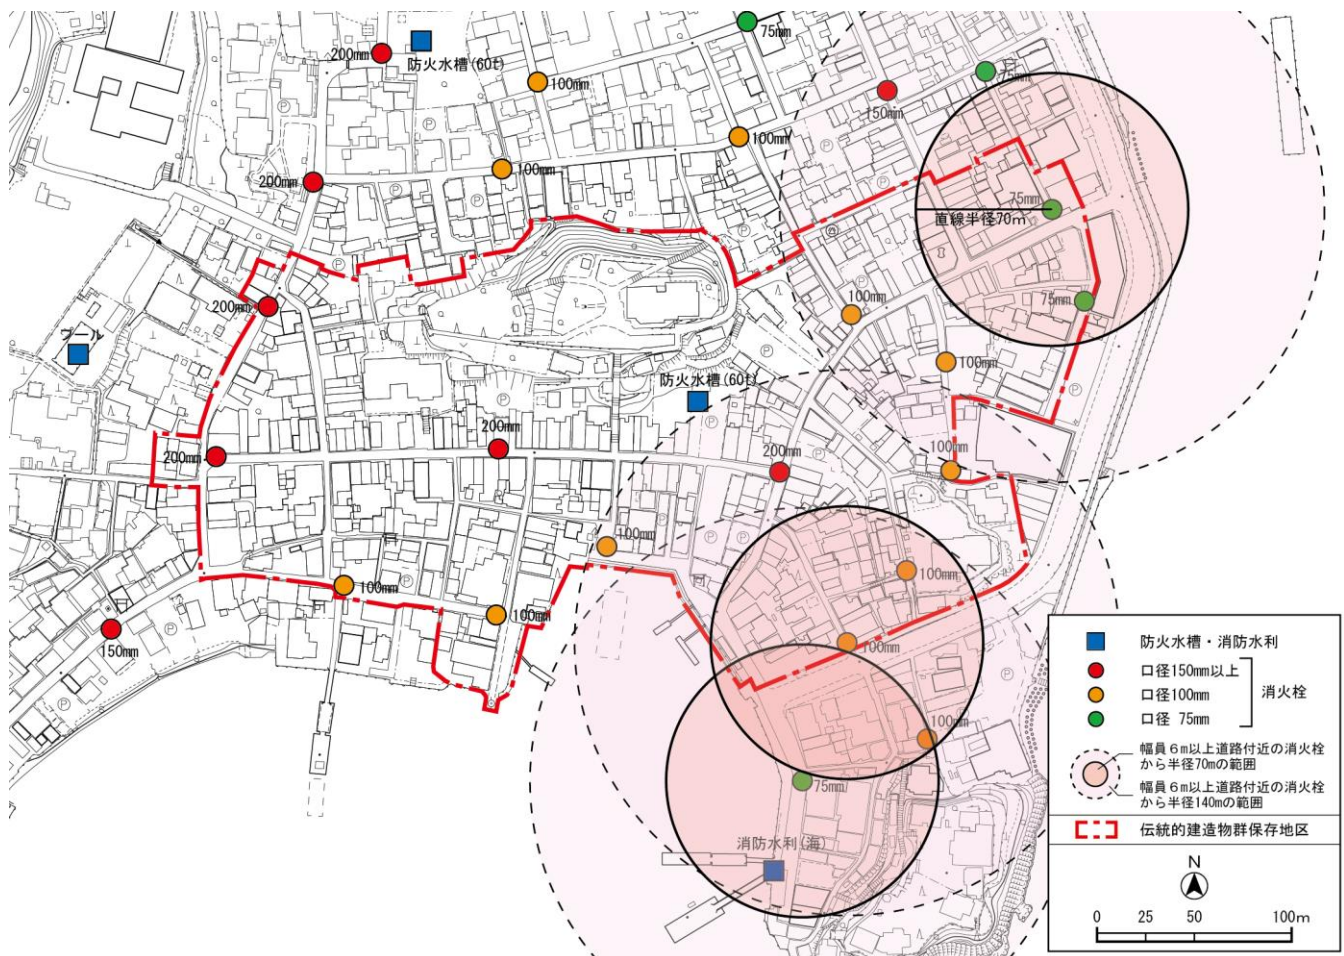 75mm
200mm
防火水槽(60t)
100mm
75mm
150mm
100mm
100mm
200mm
75mm
直線半径70m
200mm
75mm
100mm
プール
100mm
防火水槽(60t)
200mm
200mm
200mm
100mm
100mm
100mm
100mm
100mm
150mm
100mm
100mm
75mm
消防水利(海)
防火水槽・消防水利
口径150mm以上
口径100mm
口径 75mm
消火栓
幅員6m以上道路付近の消火栓
から半径70mの範囲
幅員6m以上道路付近の消火栓
から半径140mの範囲
伝統的建造物群保存地区
N
0 25 50 100m